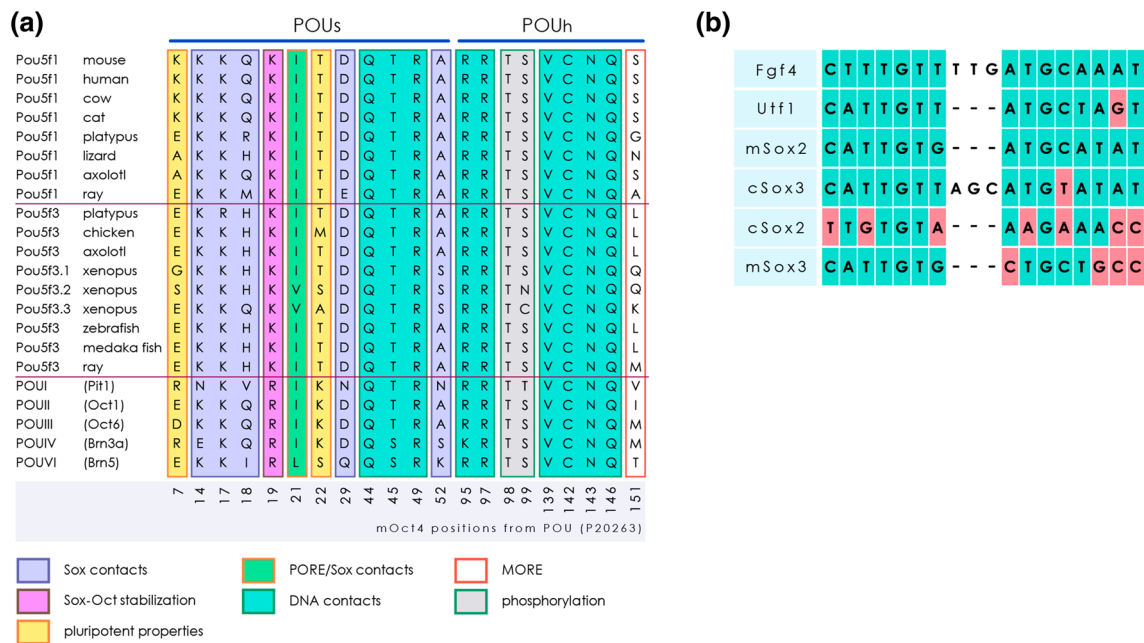 (a)
POUs POUh
Pou5f1 mouse K K K Q K I T D Q T R A R R T S V C N Q S
Pou5f1 human K K K Q K I T D Q T R A R R T S V C N Q S
Pou5f1 cow K K K Q K I T D Q T R A R R T S V C N Q S
Pou5f1 cat K K K Q K I T D Q T R A R R T S V C N Q S
Pou5f1 platypus E K K R K I T D Q T R A R R T S V C N Q G
Pou5f1 lizard A K K H K I T D Q T R A R R T S V C N Q N
Pou5f1 axolotl A K K Q K I T D Q T R A R R T S V C N Q S
Pou5f1 ray E K K M K I T E Q T R A R R T S V C N Q A
Pou5f3 platypus E K R H K I T D Q T R A R R T S V C N Q L
Pou5f3 chicken E K K H K I M D Q T R A R R T S V C N Q L
Pou5f3 axolotl E K K H K I T D Q T R A R R T S V C N Q L
Pou5f3.1 xenopus G K K H K I T D Q T R S R R T S V C N Q Q
Pou5f3.2 xenopus S K K H K V S D Q T R S R R T N V C N Q Q
Pou5f3.3 xenopus E K K Q K V A D Q T R S R R T C V C N Q K
Pou5f3 zebrafish E K K H K I T D Q T R A R R T S V C N Q L
Pou5f3 medaka fish E K K H K I T D Q T R A R R T S V C N Q L
Pou5f3 ray E K K H K I T D Q T R A R R T S V C N Q M
POUI (Pit1) R N K V R I K N Q T R N R R T T V C N Q V
POUII (Oct1) E K K Q R I K D Q T R A R R T S V C N Q I
POUIII (Oct6) D K K Q R I K D Q T R A R R T S V C N Q M
POUIV (Brn3a) R E K Q R I K D Q S R S K R T S V C N Q M
POUVI (Brn5) E K K I R L S Q Q S R K R R T S V C N Q T
7 14 17 18 19 21 22 29 44 45 49 52 95 97 98 99 139 142 143 146 151
mOct4 positions from POU (P20263)
Sox contacts PORE/Sox contacts MORE
Sox-Oct stabilization DNA contacts phosphorylation
pluripotent properties
(b)
Fgf4 C T T T G T T T T G A T G C A A A T
Utf1 C A T T G T T - - - A T G C T A G T
mSox2 C A T T G T G - - - A T G C A T A T
cSox3 C A T T G T T A G C A T G T A T A T
cSox2 T T G T G T A - - - A A G A A A C C
mSox3 C A T T G T G - - - C T G C T G C C